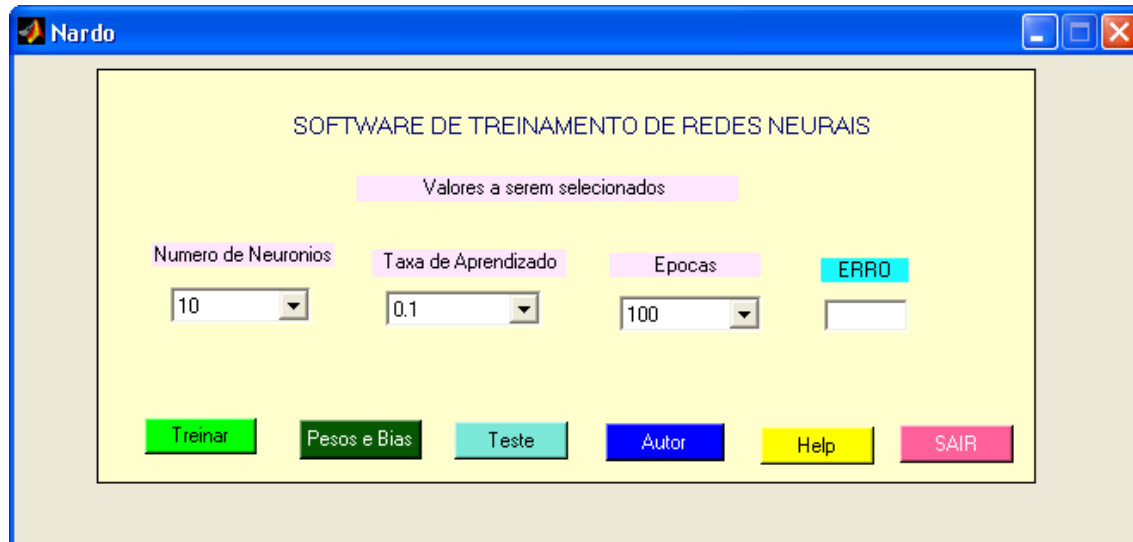 Nardo
SOFTWARE DE TREINAMENTO DE REDES NEURAIS
Valores a serem selecionados
Numero de Neuronios
Taxa de Aprendizado
Epocas
ERRO
10
0.1
100
Treinar
Pesos e Bias
Teste
Autor
Help
SAIR